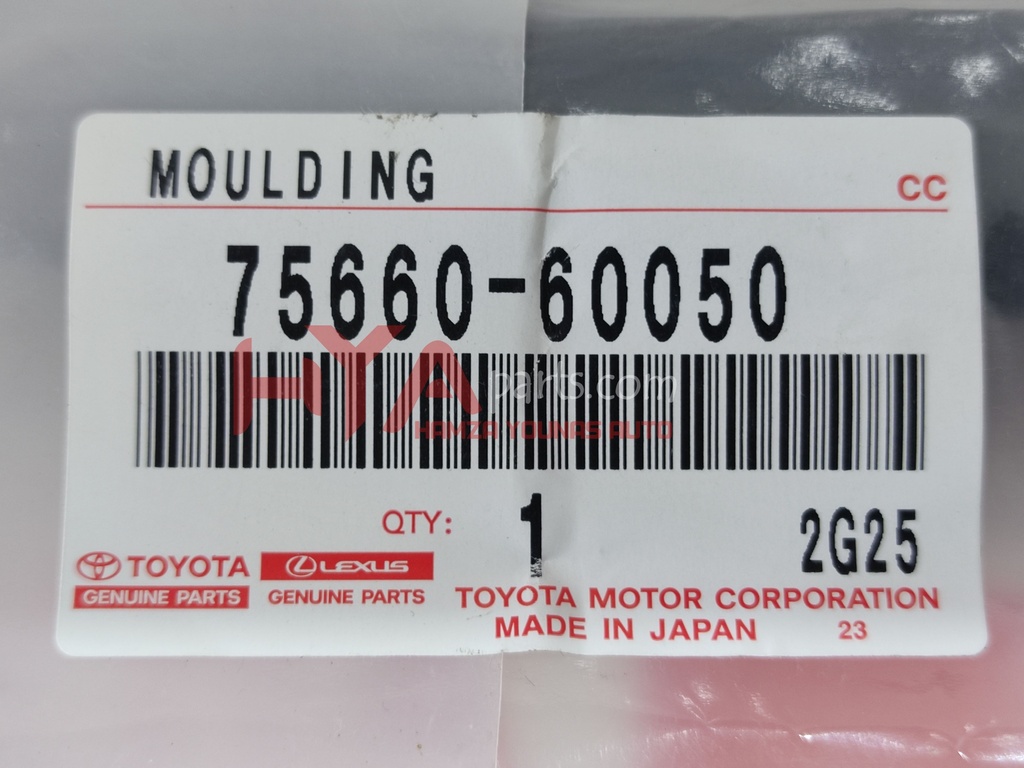 MOULDING
CC
75660-60050
HYA parts.com
HAMZA YOUNAS AUTO
QTY: 1 2G25
TOYOTA LEXUS
GENUINE PARTS GENUINE PARTS
TOYOTA MOTOR CORPORATION
MADE IN JAPAN 23